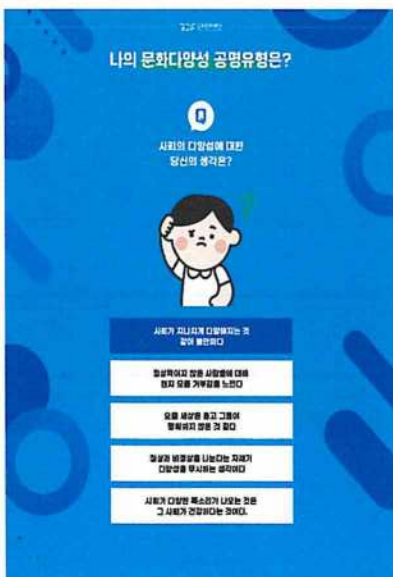 나의 문화다양성 공명유형은?
Q
사회의 다양성에 대한
당신의 생각은?
?
사회가 지나치게 다양해지는 것
같아 불안하다
정상적이지 않은 사람들에 대해
왠지 모를 거부감을 느낀다
요즘 세상은 옳고 그름이
명확하지 않은 것 같다
정상과 비정상을 나눈다는 자체가
다양성을 무시하는 생각이다
사회가 다양한 목소리가 나오는 것은
그 사회가 건강하다는 것이다.